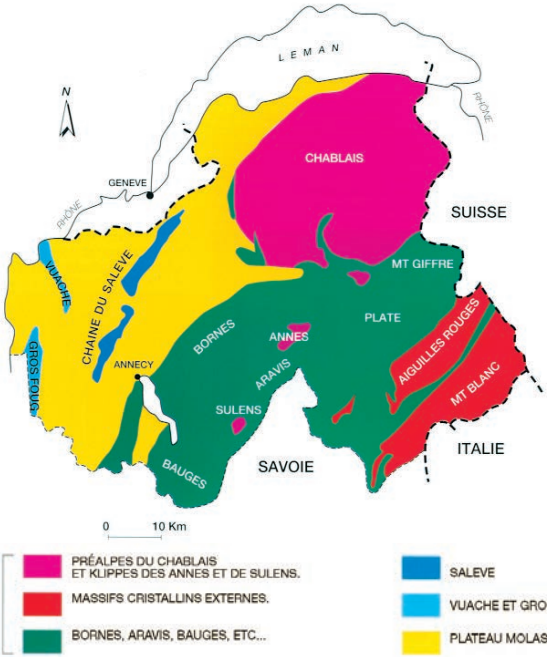 LEMAN
N
RHÔNE
CHABLAIS
GENEVE
RHÔNE
SUISSE
VUACHE
CHAINE DU SALEVE
MT GIFFRE
BORNES
ANNES
PLATE
AIGUILLES ROUGES
GROS FOUG
ANNECY
ARAVIS
MT BLANC
SULENS
BAUGES
SAVOIE
ITALIE
0 10 Km
PRÉALPES DU CHABLAIS
ET KLIPPES DES ANNES ET DE SULENS.
MASSIFS CRISTALLINS EXTERNES.
BORNES, ARAVIS, BAUGES, ETC...
SALEVE
VUACHE ET GRO
PLATEAU MOLAS